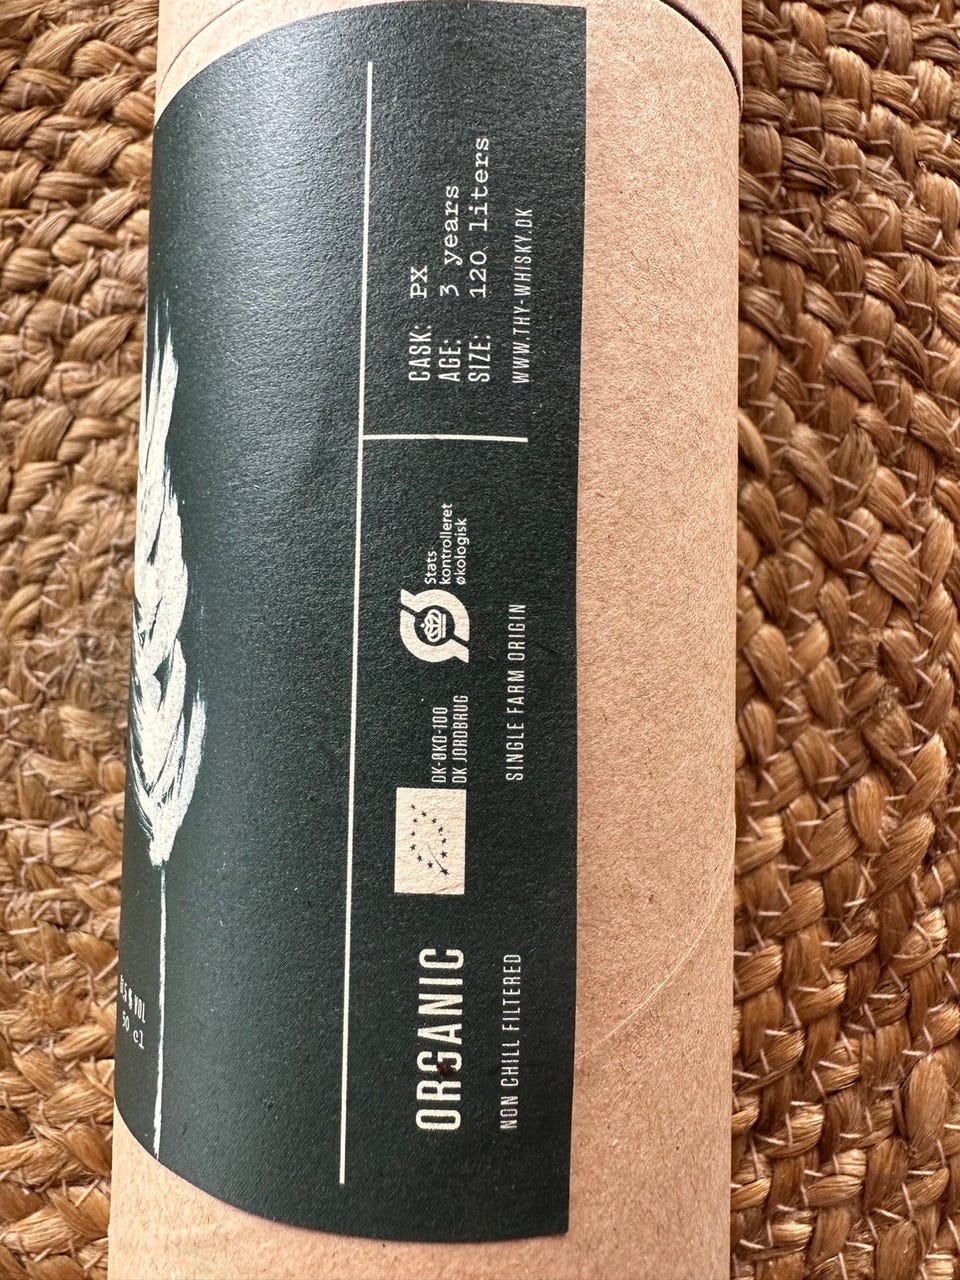 ORGANIC
DK-ØKO-100
DK JORDBRUG
Stats
kontrolleret
økologisk
NON CHILL FILTERED
SINGLE FARM ORIGIN
CASK: PX
AGE: 3 years
SIZE: 120 liters
WWW.THY-WHISKY.DK
VOL
50 cl